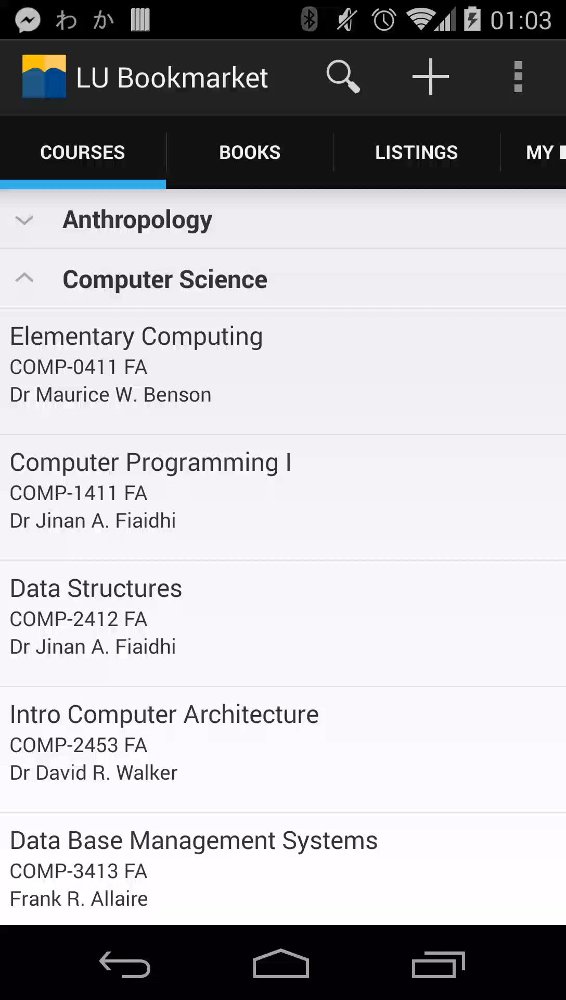 わ か 01:03
LU Bookmarket
COURSES BOOKS LISTINGS MY
Anthropology
Computer Science
Elementary Computing
COMP-0411 FA
Dr Maurice W. Benson
Computer Programming I
COMP-1411 FA
Dr Jinan A. Fiaidhi
Data Structures
COMP-2412 FA
Dr Jinan A. Fiaidhi
Intro Computer Architecture
COMP-2453 FA
Dr David R. Walker
Data Base Management Systems
COMP-3413 FA
Frank R. Allaire